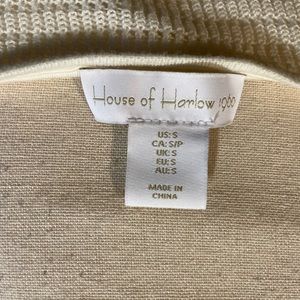 House of Harlow 1960
US: S
CA: S/P
UK: S
EU: S
AU: S
MADE IN
CHINA